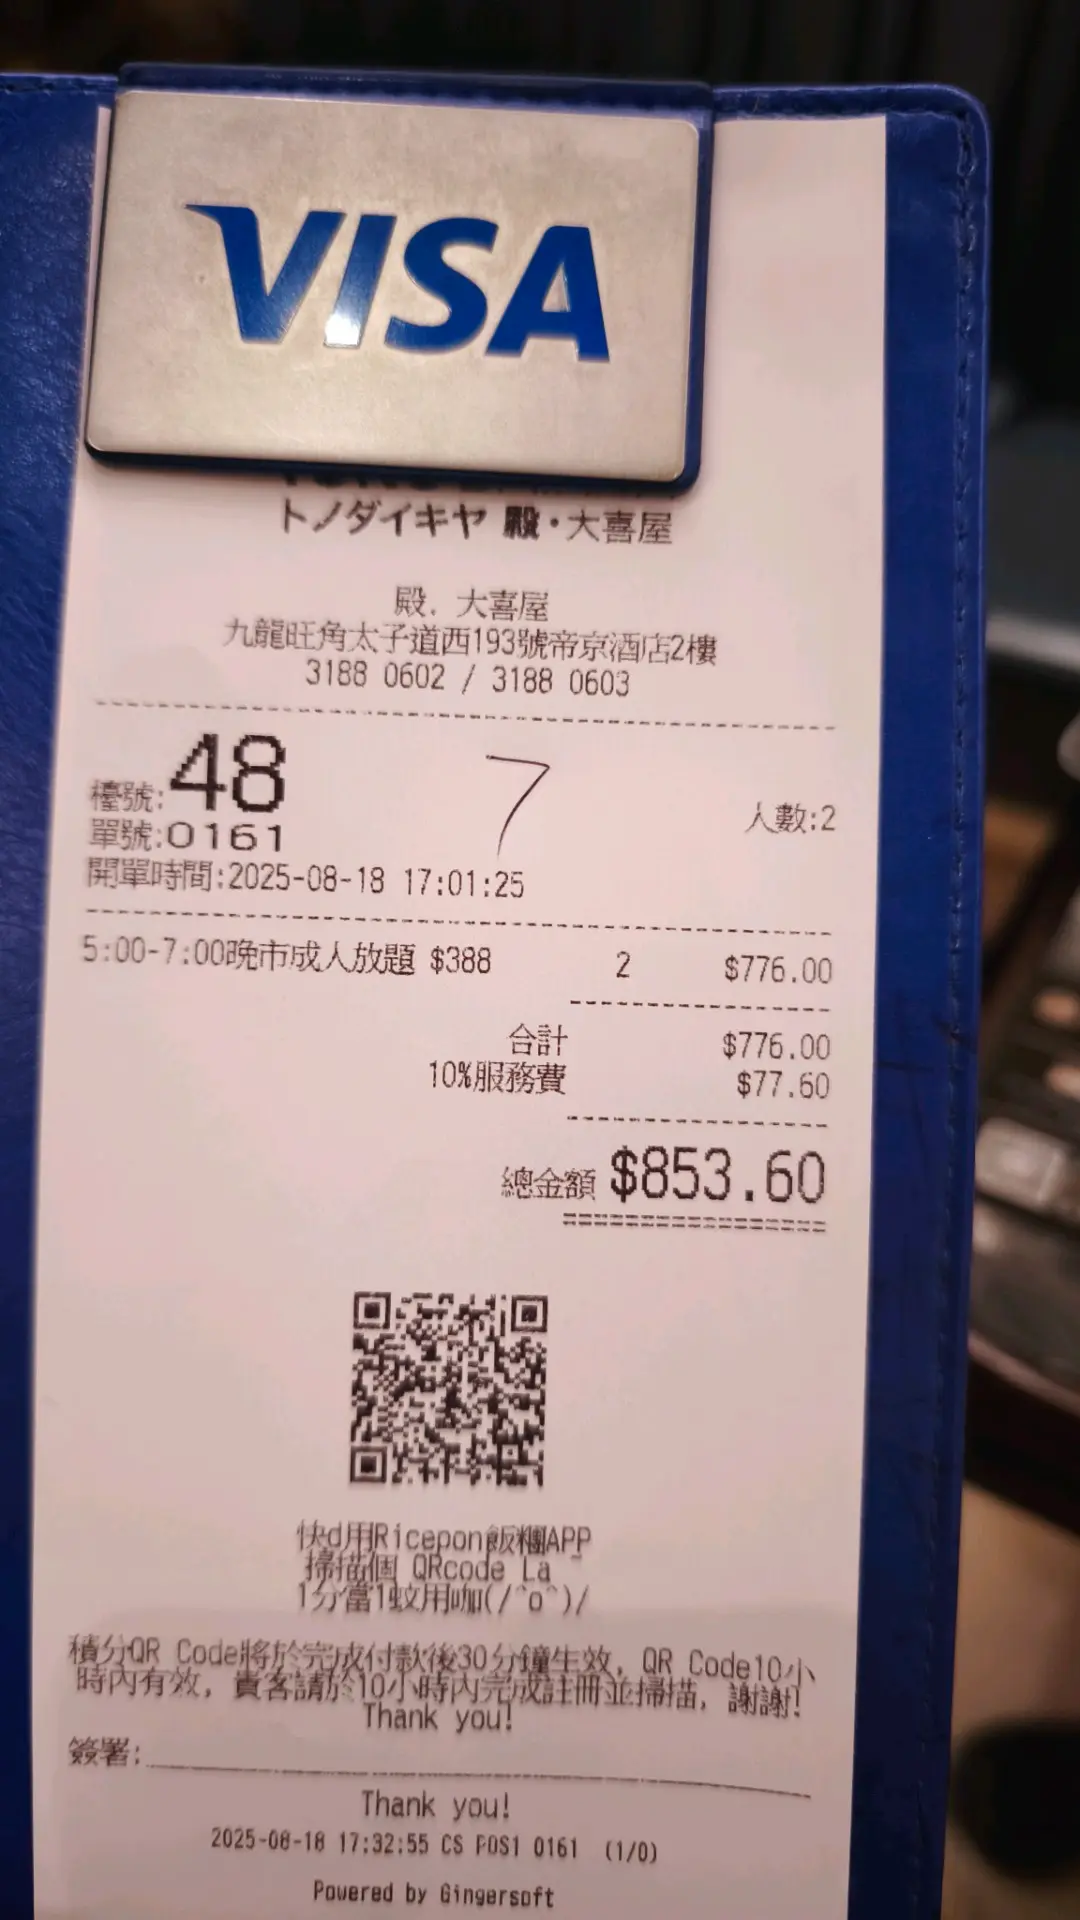 VISA
トノダイキヤ 殿・大喜屋
殿. 大喜屋
九龍旺角太子道西193號帝京酒店2樓
3188 0602 / 3188 0603
檯號:48
7
人數:2
單號:0161
開單時間:2025-08-18 17:01:25
5:00-7:00晚市成人放題 $388 2 $776.00
合計 $776.00
10%服務費 $77.60
總金額 $853.60
快d用Ricepon飯糰APP
掃描個 QRcode La ~
1分當1蚊用咖(/^o^)/
積分QR Code將於完成付款後30分鐘生效, QR Code10小
時內有效, 貴客請於10小時內完成註冊並掃描, 謝謝!
Thank you!
簽署:
Thank you!
2025-08-18 17:32:55 CS POS1 0161 (1/0)
Powered by Gingersoft